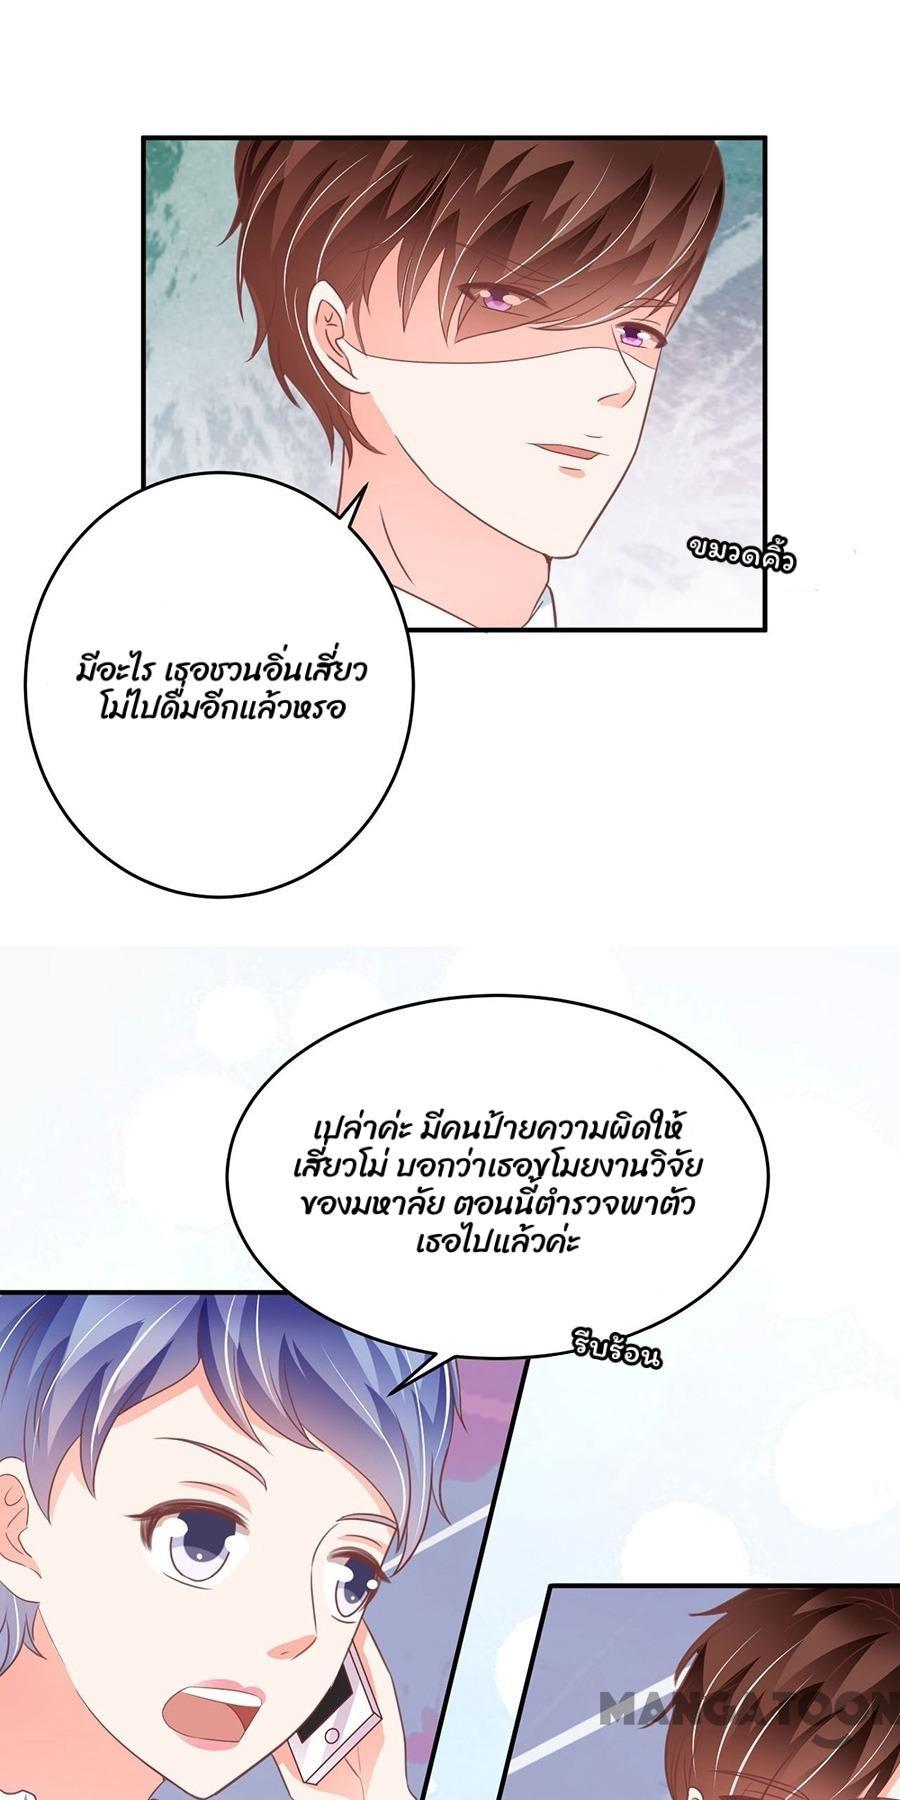 ขมวดคิ้ว
มีอะไร เธอชวนอิ่นเสี่ยว
โม่ไปดื่มอีกแล้วหรอ
เปล่าค่ะ มีคนป้ายความผิดให้
เสี่ยวโม่ บอกว่าเธอขโมยงานวิจัย
ของมหาลัย ตอนนี้ตำรวจพาตัว
เธอไปแล้วค่ะ
รีบร้อน
MANGATOON